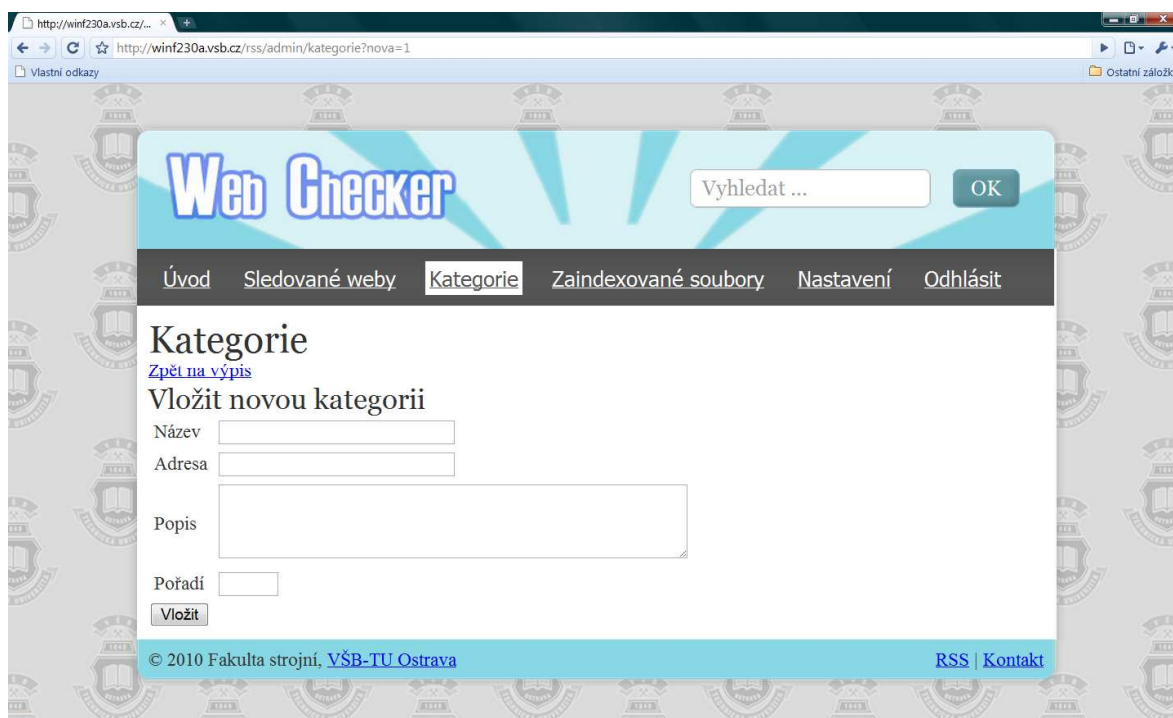 http://winf230a.vsb.cz/...
http://winf230a.vsb.cz/rss/admin/kategorie?nova=1
Vlastní odkazy
Ostatní záložk
Web Checker
Vyhledat ...
OK
Úvod Sledované weby Kategorie Zaindexované soubory Nastavení Odhlásit
Kategorie
Zpět na výpis
Vložit novou kategorii
Název
Adresa
Popis
Pořadí
Vložit
© 2010 Fakulta strojní, VŠB-TU Ostrava
RSS | Kontakt